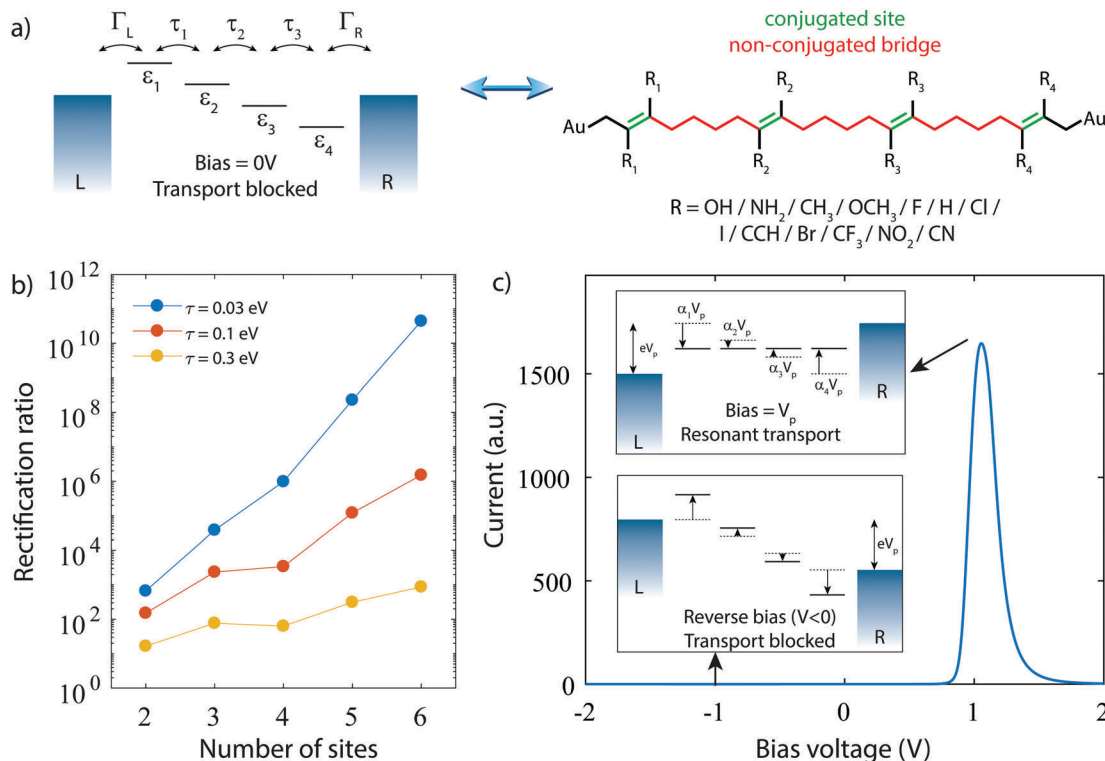 a)
Γ_L τ_1 τ_2 τ_3 Γ_R
ε_1
ε_2
ε_3
ε_4
Bias = 0V
Transport blocked
L
R
conjugated site
non-conjugated bridge
R_1 R_2 R_3 R_4
Au Au
R_1 R_2 R_3 R_4
R = OH / NH_2 / CH_3 / OCH_3 / F / H / Cl /
I / CCH / Br / CF_3 / NO_2 / CN
b)
Rectification ratio
10^12
10^10
10^8
10^6
10^4
10^2
10^0
τ = 0.03 eV
τ = 0.1 eV
τ = 0.3 eV
2 3 4 5 6
Number of sites
c)
Current (a.u.)
1500
1000
500
0
eV_p
α_1V_p
α_2V_p
α_3V_p
α_4V_p
L
R
Bias = V_p
Resonant transport
L
R
eV_p
Reverse bias (V<0)
Transport blocked
-2 -1 0 1 2
Bias voltage (V)